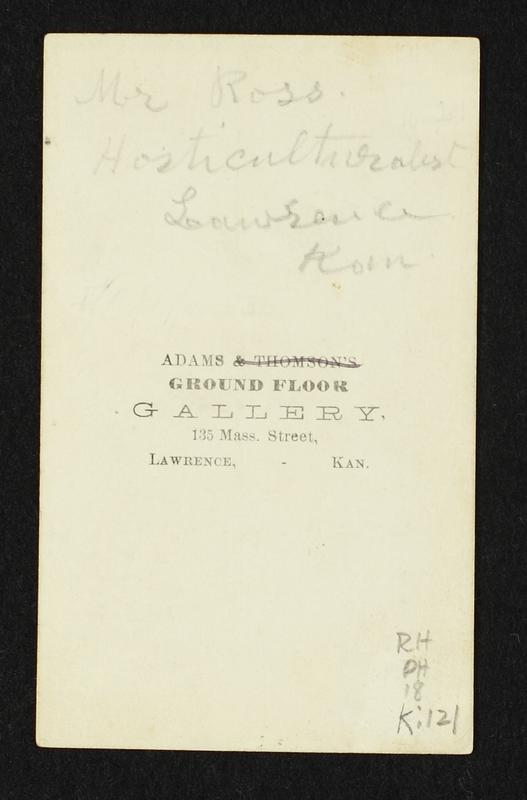 Mr Ross.
Horticulturalist
Lawrence
Kan
ADAMS & THOMSON'S
GROUND FLOOR
GALLERY,
135 Mass. Street,
LAWRENCE, - KAN.
RH
PH
18
K:121